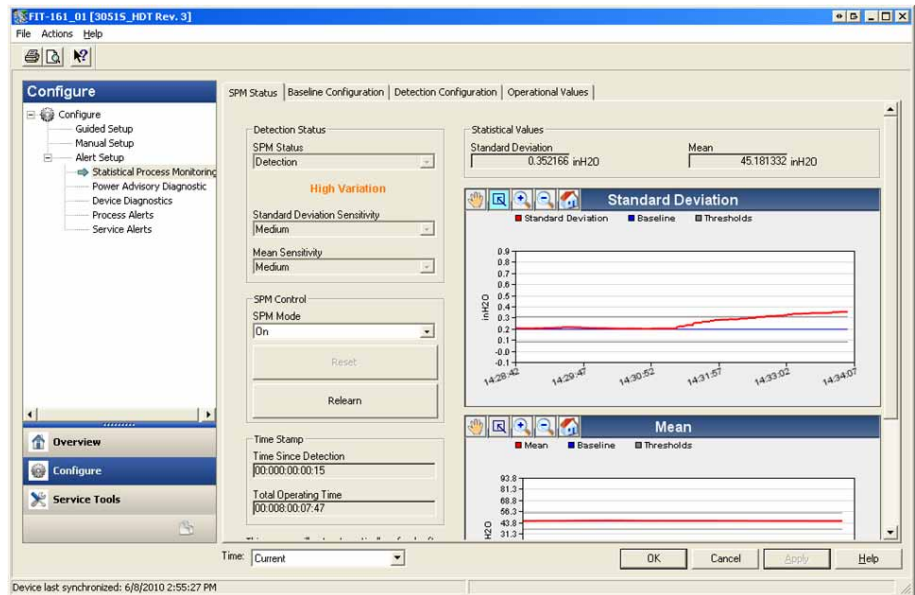 FIT-161_01 [3051S_HDT Rev. 3]
File Actions Help
Configure
Configure
Guided Setup
Manual Setup
Alert Setup
Statistical Process Monitoring
Power Advisory Diagnostic
Device Diagnostics
Process Alerts
Service Alerts
Overview
Configure
Service Tools
SPM Status Baseline Configuration Detection Configuration Operational Values
Detection Status
SPM Status
Detection
High Variation
Standard Deviation Sensitivity
Medium
Mean Sensitivity
Medium
SPM Control
SPM Mode
On
Reset
Relearn
Time Stamp
Time Since Detection
00:000:00:00:15
Total Operating Time
00:008:00:07:47
Statistical Values
Standard Deviation Mean
0.352166 inH2O 45.181332 inH2O
Standard Deviation
Standard Deviation Baseline Thresholds
0.9
0.8
0.7
0.6
0.5
0.4
0.3
0.2
0.1
-0.0
-0.1
inH2O
14:28:42 14:29:47 14:30:52 14:31:57 14:33:02 14:34:07
Mean
Mean Baseline Thresholds
93.8
81.3
68.8
56.3
43.8
31.3
H2O
Time: Current
OK Cancel Apply Help
Device last synchronized: 6/8/2010 2:55:27 PM